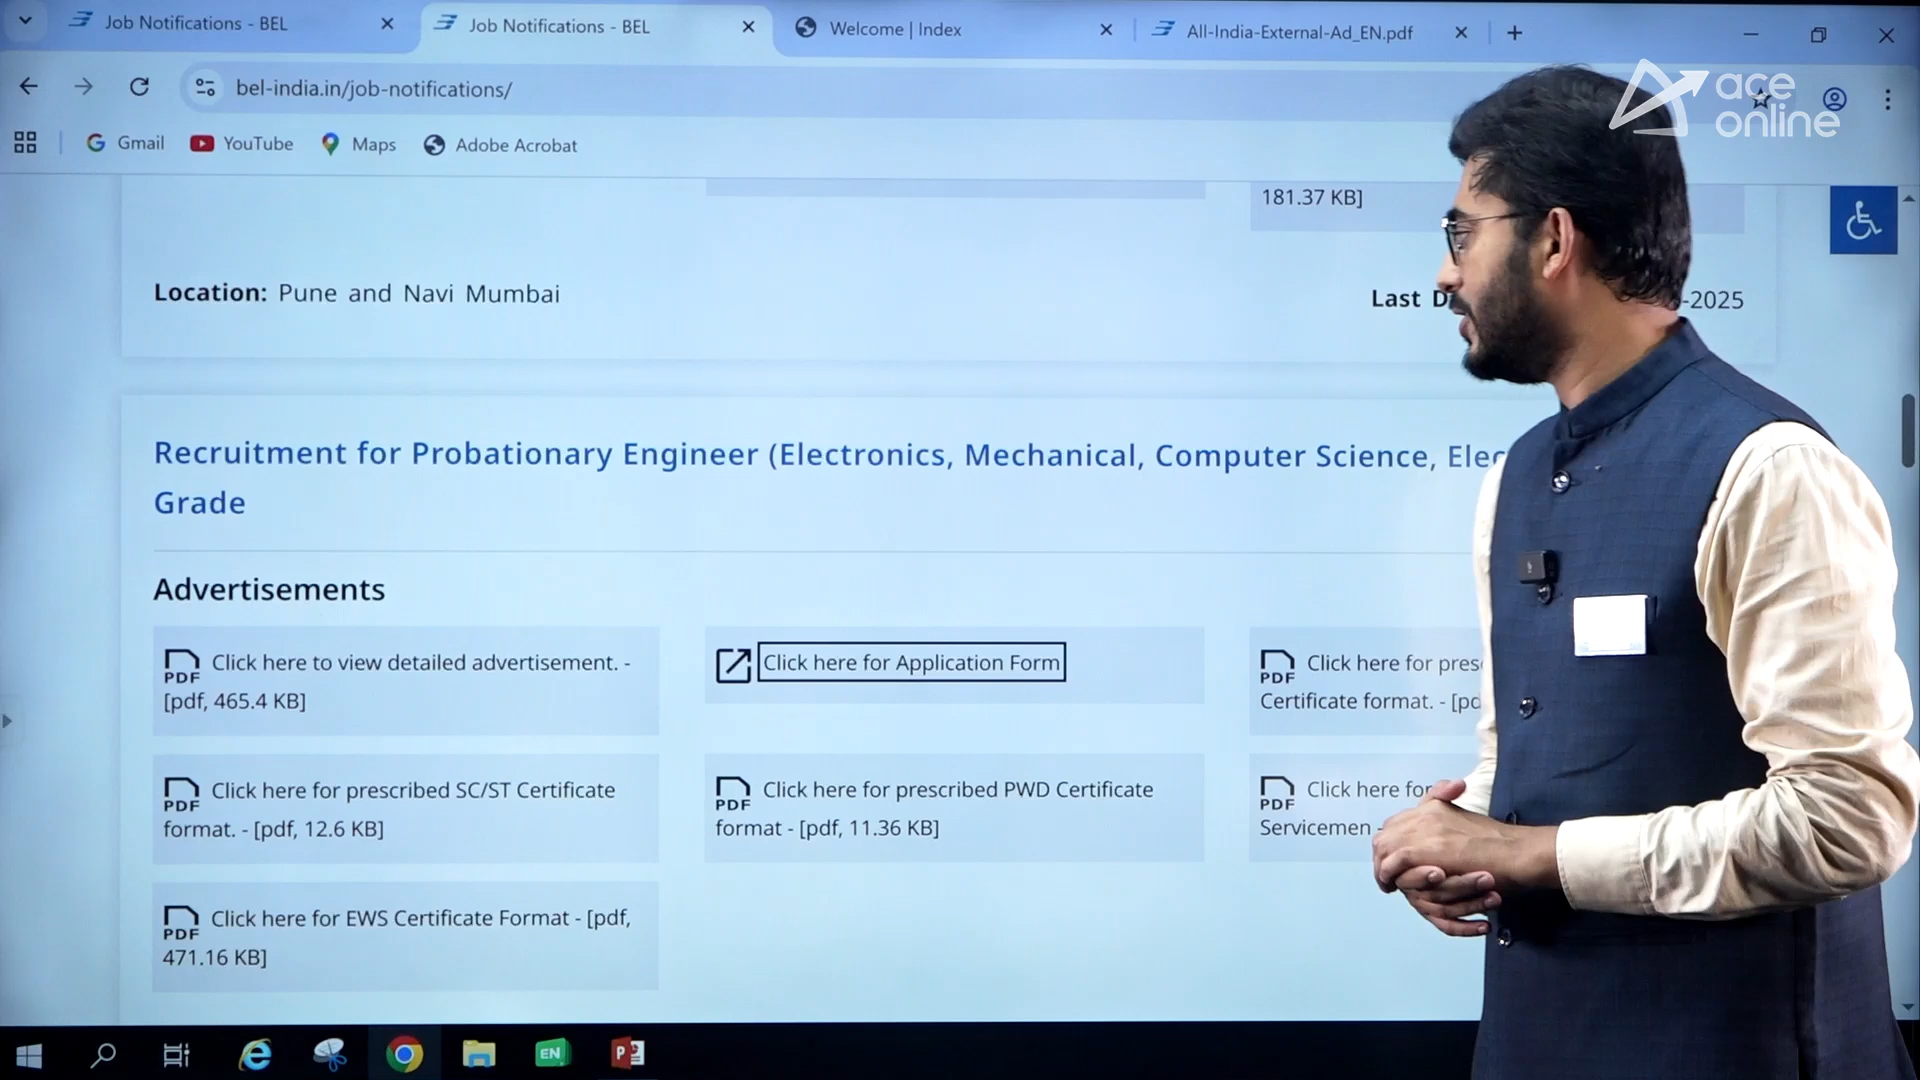 Job Notifications - BEL
Job Notifications - BEL
Welcome | Index
All-India-External-Ad_EN.pdf
bel-india.in/job-notifications/
Gmail
YouTube
Maps
Adobe Acrobat
ace
online
181.37 KB]
Location: Pune and Navi Mumbai
Last D
-2025
Recruitment for Probationary Engineer (Electronics, Mechanical, Computer Science, Elec
Grade
Advertisements
PDF Click here to view detailed advertisement. -
[pdf, 465.4 KB]
Click here for Application Form
PDF Click here for pres
Certificate format. - [pd
PDF Click here for prescribed SC/ST Certificate
format. - [pdf, 12.6 KB]
PDF Click here for prescribed PWD Certificate
format - [pdf, 11.36 KB]
PDF Click here for
Servicemen -
PDF Click here for EWS Certificate Format - [pdf,
471.16 KB]
EN